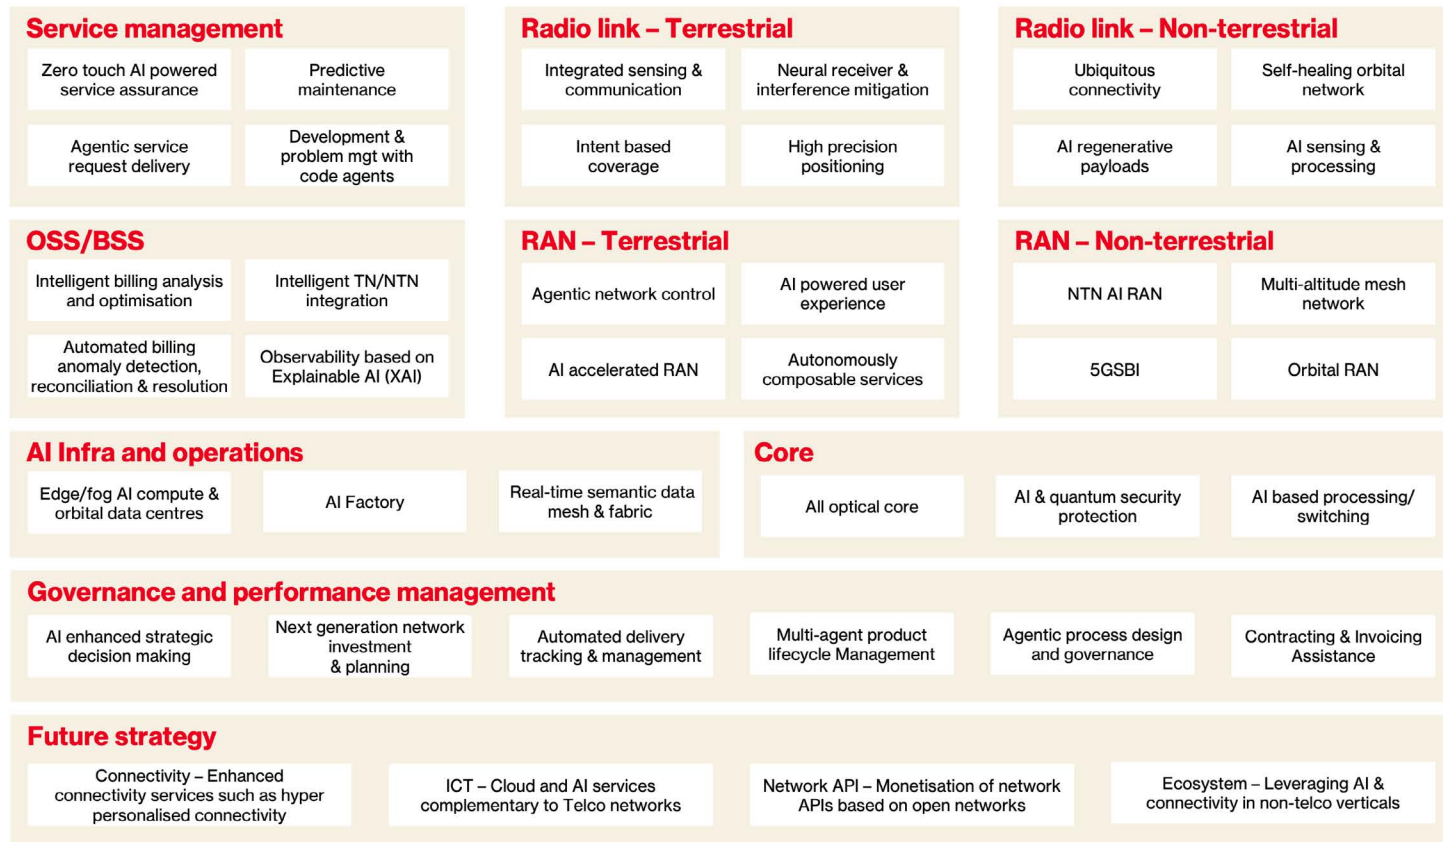 Service management
Zero touch AI powered
service assurance
Predictive
maintenance
Agentic service
request delivery
Development &
problem mgt with
code agents
Radio link – Terrestrial
Integrated sensing &
communication
Neural receiver &
interference mitigation
Intent based
coverage
High precision
positioning
Radio link – Non-terrestrial
Ubiquitous
connectivity
Self-healing orbital
network
AI regenerative
payloads
AI sensing &
processing
OSS/BSS
Intelligent billing analysis
and optimisation
Intelligent TN/NTN
integration
Automated billing
anomaly detection,
reconciliation & resolution
Observability based on
Explainable AI (XAI)
RAN – Terrestrial
Agentic network control
AI powered user
experience
AI accelerated RAN
Autonomously
composable services
RAN – Non-terrestrial
NTN AI RAN
Multi-altitude mesh
network
5GSBI
Orbital RAN
AI Infra and operations
Edge/fog AI compute &
orbital data centres
AI Factory
Real-time semantic data
mesh & fabric
Core
All optical core
AI & quantum security
protection
AI based processing/
switching
Governance and performance management
AI enhanced strategic
decision making
Next generation network
investment
& planning
Automated delivery
tracking & management
Multi-agent product
lifecycle Management
Agentic process design
and governance
Contracting & Invoicing
Assistance
Future strategy
Connectivity – Enhanced
connectivity services such as hyper
personalised connectivity
ICT – Cloud and AI services
complementary to Telco networks
Network API – Monetisation of network
APIs based on open networks
Ecosystem – Leveraging AI &
connectivity in non-telco verticals